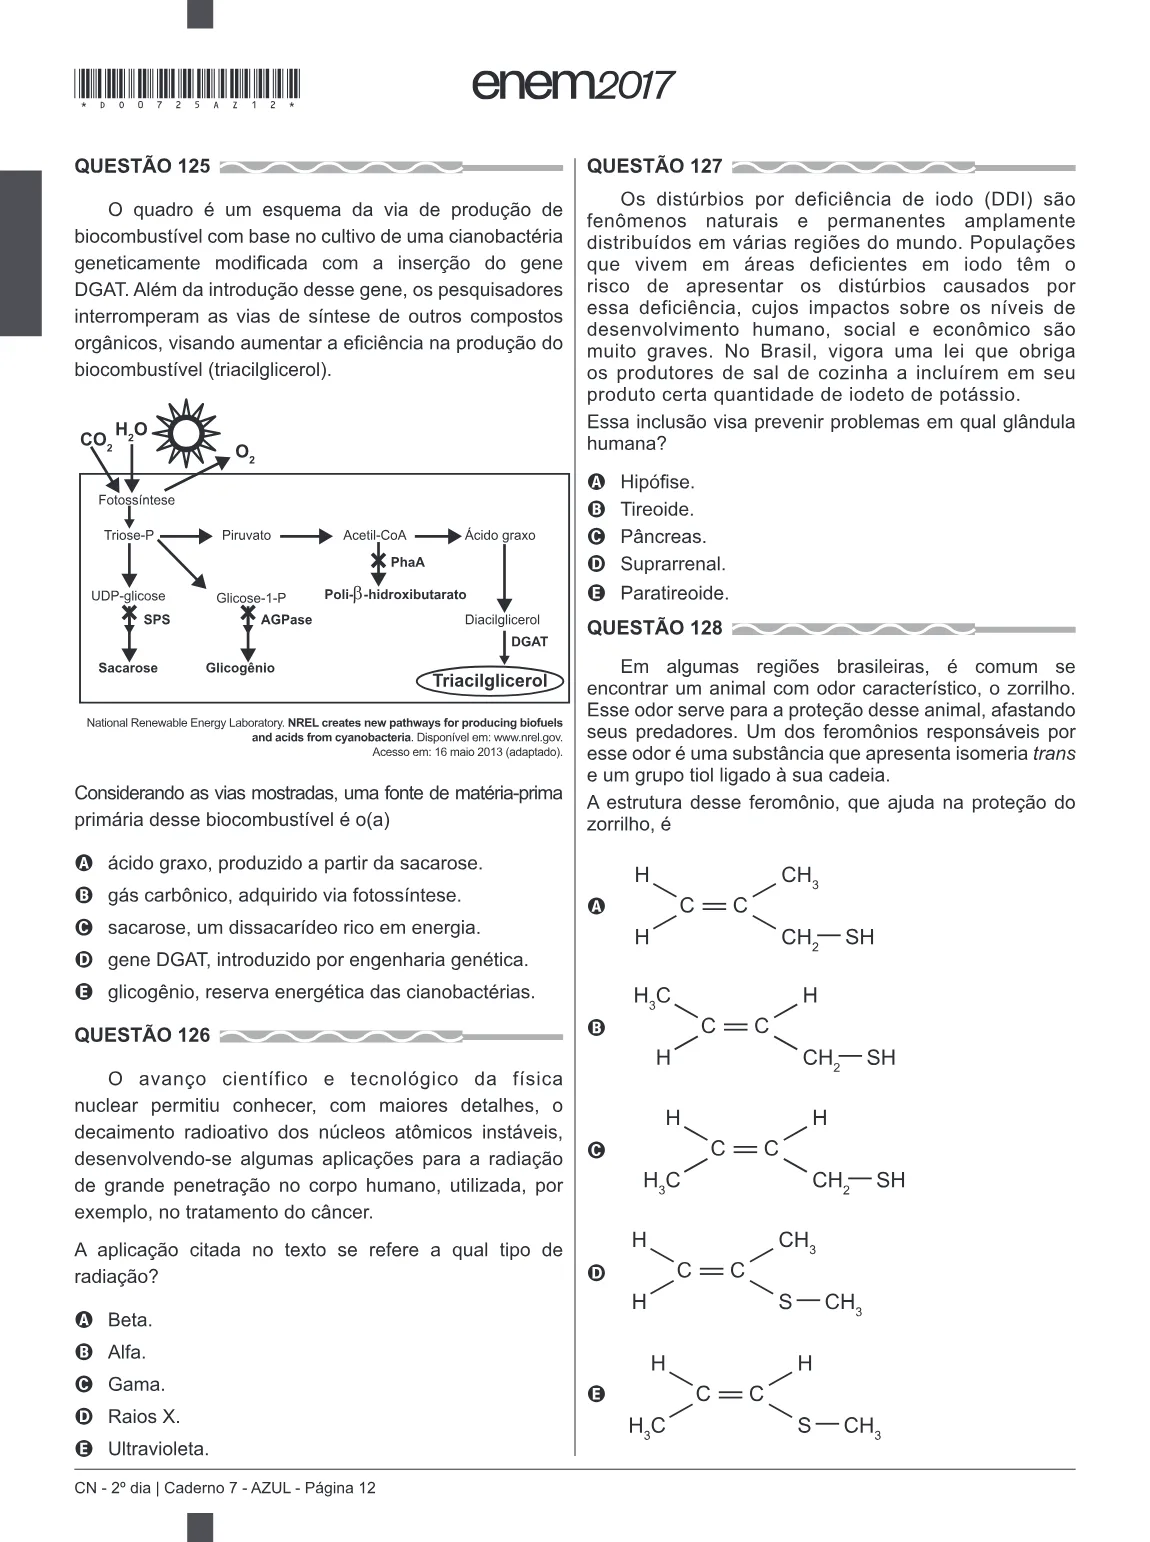 *D00725AZ12*
enem2017
QUESTÃO 125
O quadro é um esquema da via de produção de
biocombustível com base no cultivo de uma cianobactéria
geneticamente modificada com a inserção do gene
DGAT. Além da introdução desse gene, os pesquisadores
interromperam as vias de síntese de outros compostos
orgânicos, visando aumentar a eficiência na produção do
biocombustível (triacilglicerol).
CO2 H2O
O2
Fotossíntese
Triose-P Piruvato Acetil-CoA Ácido graxo
PhaA
UDP-glicose Glicose-1-P Poli-β-hidroxibutarato
SPS AGPase Diacilglicerol
DGAT
Sacarose Glicogênio
Triacilglicerol
National Renewable Energy Laboratory. NREL creates new pathways for producing biofuels
and acids from cyanobacteria. Disponível em: www.nrel.gov.
Acesso em: 16 maio 2013 (adaptado).
Considerando as vias mostradas, uma fonte de matéria-prima
primária desse biocombustível é o(a)
A ácido graxo, produzido a partir da sacarose.
B gás carbônico, adquirido via fotossíntese.
C sacarose, um dissacarídeo rico em energia.
D gene DGAT, introduzido por engenharia genética.
E glicogênio, reserva energética das cianobactérias.
QUESTÃO 126
O avanço científico e tecnológico da física
nuclear permitiu conhecer, com maiores detalhes, o
decaimento radioativo dos núcleos atômicos instáveis,
desenvolvendo-se algumas aplicações para a radiação
de grande penetração no corpo humano, utilizada, por
exemplo, no tratamento do câncer.
A aplicação citada no texto se refere a qual tipo de
radiação?
A Beta.
B Alfa.
C Gama.
D Raios X.
E Ultravioleta.
QUESTÃO 127
Os distúrbios por deficiência de iodo (DDI) são
fenômenos naturais e permanentes amplamente
distribuídos em várias regiões do mundo. Populações
que vivem em áreas deficientes em iodo têm o
risco de apresentar os distúrbios causados por
essa deficiência, cujos impactos sobre os níveis de
desenvolvimento humano, social e econômico são
muito graves. No Brasil, vigora uma lei que obriga
os produtores de sal de cozinha a incluírem em seu
produto certa quantidade de iodeto de potássio.
Essa inclusão visa prevenir problemas em qual glândula
humana?
A Hipófise.
B Tireoide.
C Pâncreas.
D Suprarrenal.
E Paratireoide.
QUESTÃO 128
Em algumas regiões brasileiras, é comum se
encontrar um animal com odor característico, o zorrilho.
Esse odor serve para a proteção desse animal, afastando
seus predadores. Um dos feromônios responsáveis por
esse odor é uma substância que apresenta isomeria trans
e um grupo tiol ligado à sua cadeia.
A estrutura desse feromônio, que ajuda na proteção do
zorrilho, é
H CH3
A C = C
H CH2 — SH
H3C H
B C = C
H CH2 — SH
H H
C C = C
H3C CH2 — SH
H CH3
D C = C
H S — CH3
H H
E C = C
H3C S — CH3
CN - 2º dia | Caderno 7 - AZUL - Página 12